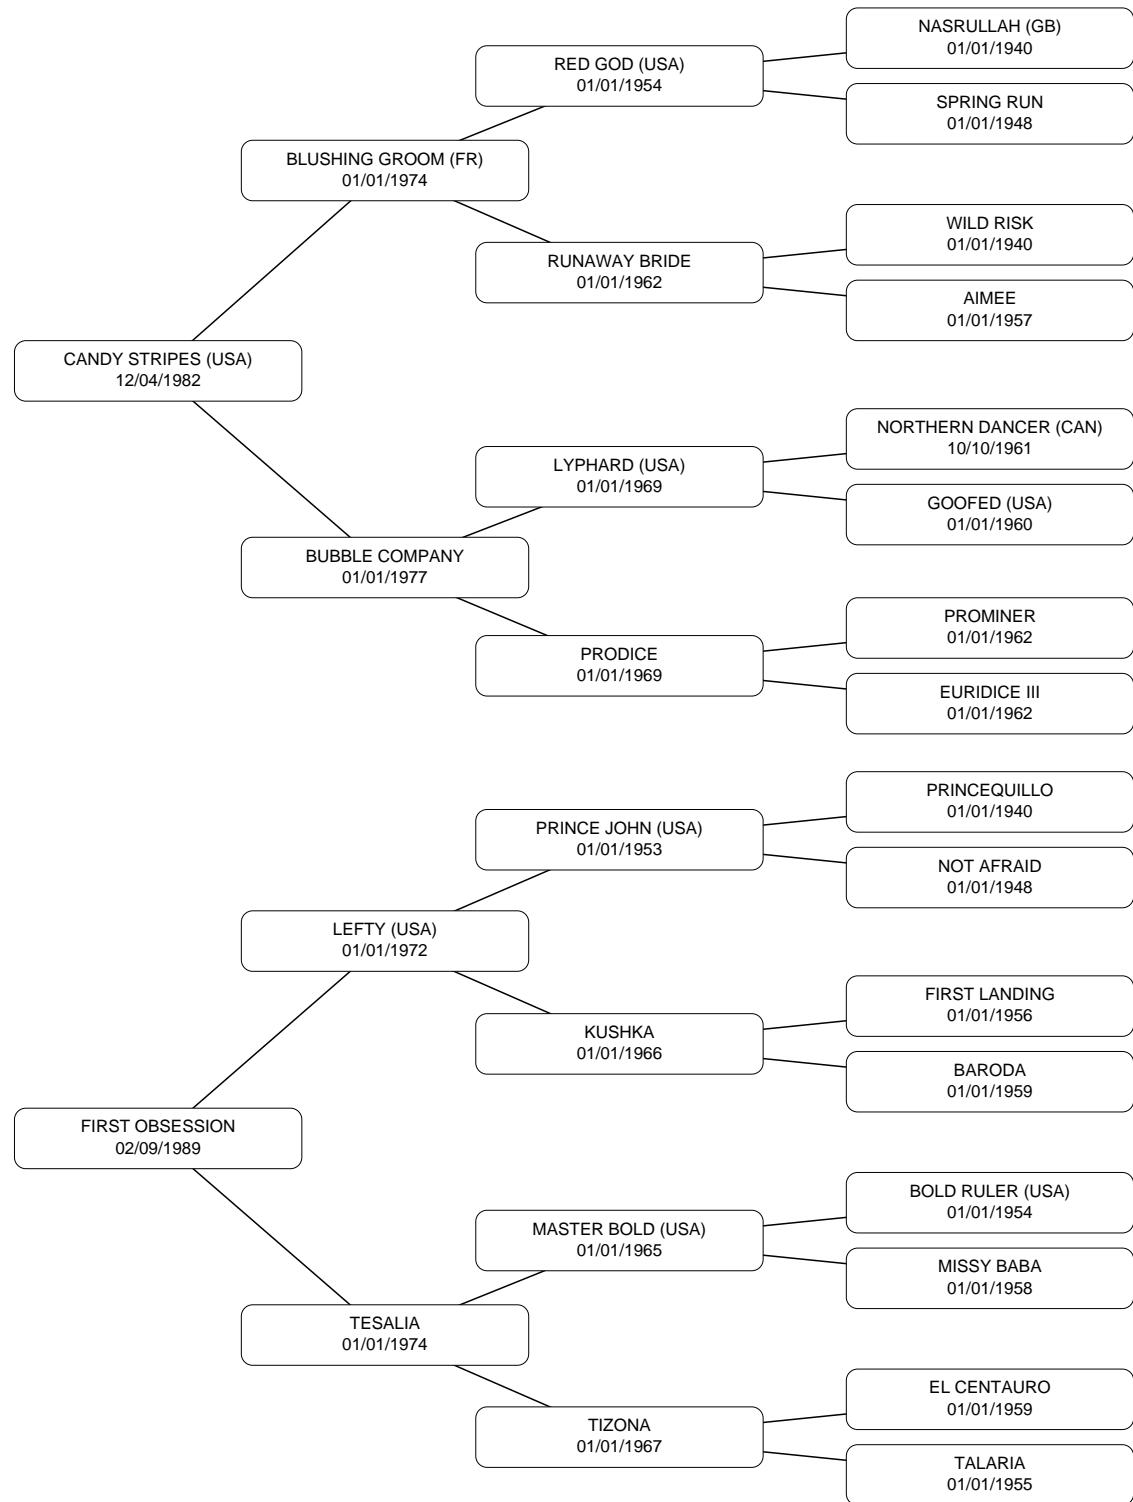 NASRULLAH (GB)
01/01/1940
RED GOD (USA)
01/01/1954
SPRING RUN
01/01/1948
BLUSHING GROOM (FR)
01/01/1974
WILD RISK
01/01/1940
RUNAWAY BRIDE
01/01/1962
AIMEE
01/01/1957
CANDY STRIPES (USA)
12/04/1982
NORTHERN DANCER (CAN)
10/10/1961
LYPHARD (USA)
01/01/1969
GOOFED (USA)
01/01/1960
BUBBLE COMPANY
01/01/1977
PROMINER
01/01/1962
PRODICE
01/01/1969
EURIDICE III
01/01/1962
PRINCEQUILLO
01/01/1940
PRINCE JOHN (USA)
01/01/1953
NOT AFRAID
01/01/1948
LEFTY (USA)
01/01/1972
FIRST LANDING
01/01/1956
KUSHKA
01/01/1966
BARODA
01/01/1959
FIRST OBSESSION
02/09/1989
BOLD RULER (USA)
01/01/1954
MASTER BOLD (USA)
01/01/1965
MISSY BABA
01/01/1958
TESALIA
01/01/1974
EL CENTAURO
01/01/1959
TIZONA
01/01/1967
TALARIA
01/01/1955